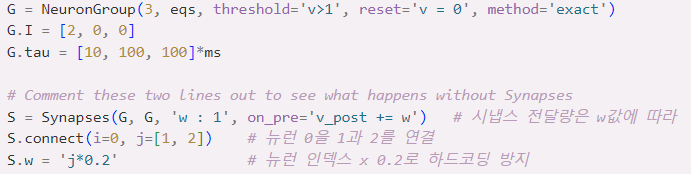 G = NeuronGroup(3, eqs, threshold='v>1', reset='v = 0', method='exact')
G.I = [2, 0, 0]
G.tau = [10, 100, 100]*ms

# Comment these two lines out to see what happens without Synapses
S = Synapses(G, G, 'w : 1', on_pre='v_post += w')   # 시냅스 전달량은 w값에 따라
S.connect(i=0, j=[1, 2])    # 뉴런 0을 1과 2를 연결
S.w = 'j*0.2'               # 뉴런 인덱스 x 0.2로 하드코딩 방지